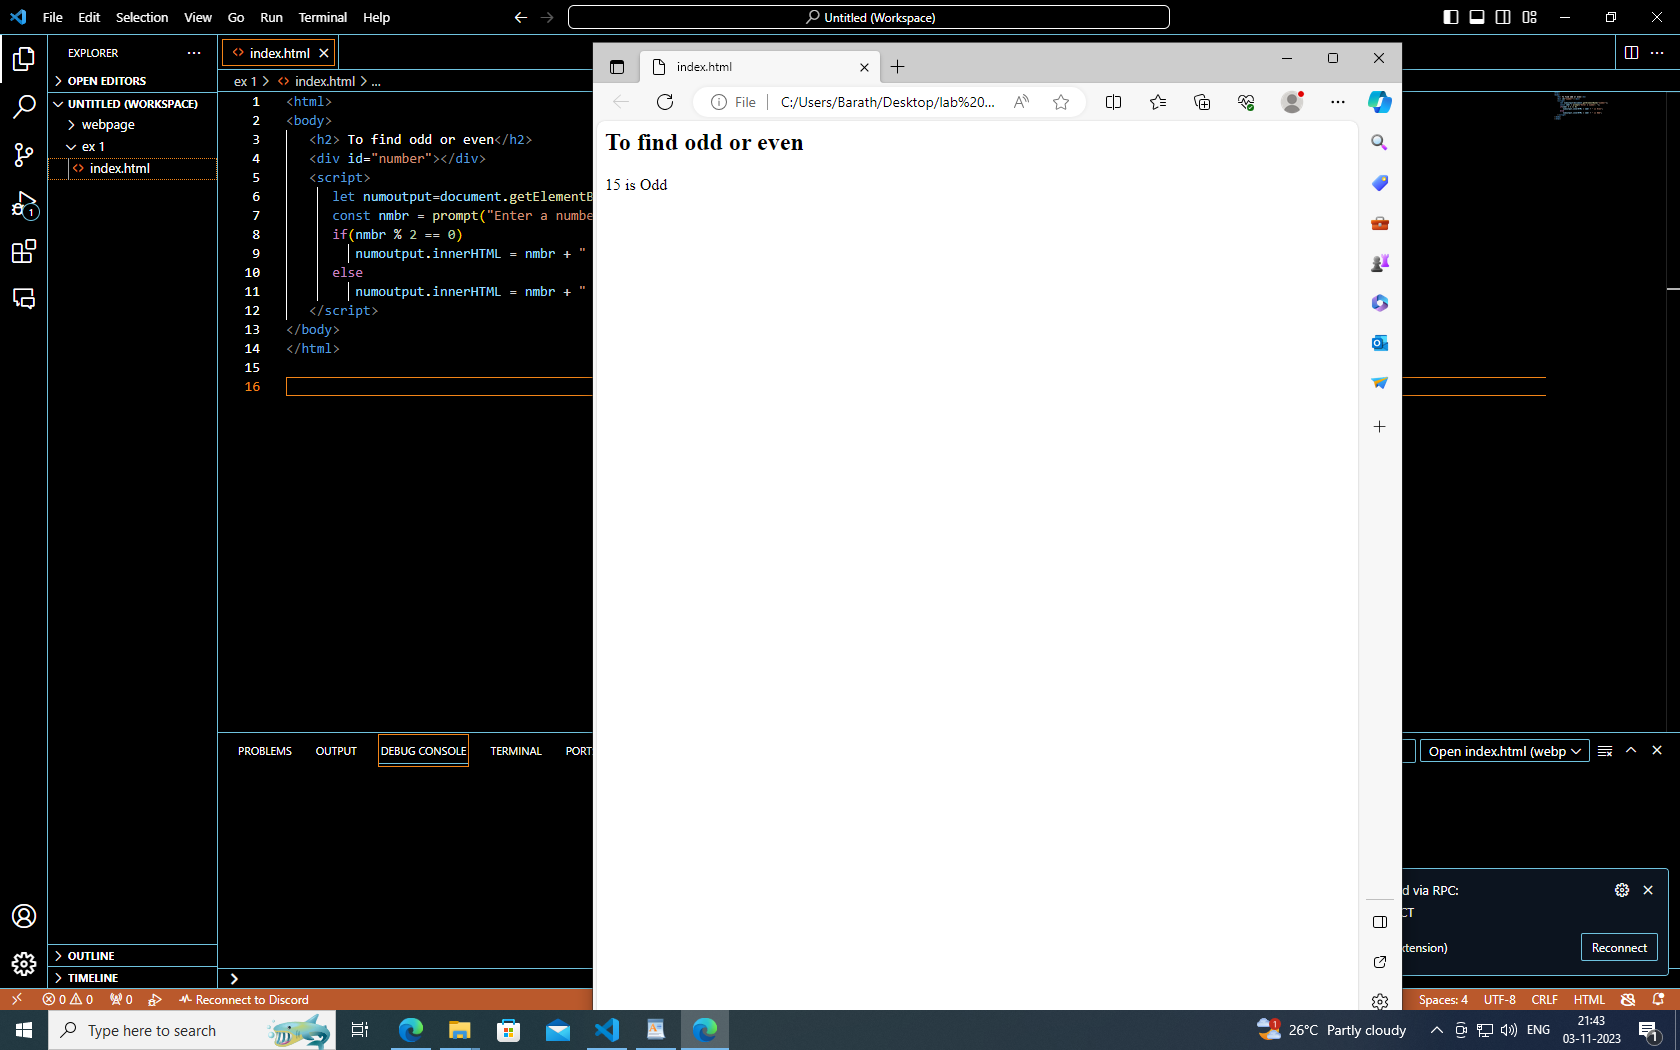 File Edit Selection View Go Run Terminal Help
Untitled (Workspace)
EXPLORER
OPEN EDITORS
UNTITLED (WORKSPACE)
webpage
ex 1
index.html
index.html
ex 1 > index.html > ...
1 <html>
2 <body>
3 <h2> To find odd or even</h2>
4 <div id="number"></div>
5 <script>
6 let numoutput=document.getElementB
7 const nmbr = prompt("Enter a numbe
8 if(nmbr % 2 == 0)
9 numoutput.innerHTML = nmbr + "
10 else
11 numoutput.innerHTML = nmbr + "
12 </script>
13 </body>
14 </html>
15
16
index.html
File C:/Users/Barath/Desktop/lab%20...
To find odd or even
15 is Odd
PROBLEMS OUTPUT DEBUG CONSOLE TERMINAL PORT
Open index.html (webp
d via RPC:
CT
tension)
Reconnect
OUTLINE
TIMELINE
0 0 0 Reconnect to Discord
Spaces: 4 UTF-8 CRLF HTML
Type here to search
1 26°C Partly cloudy
ENG
21:43
03-11-2023
1